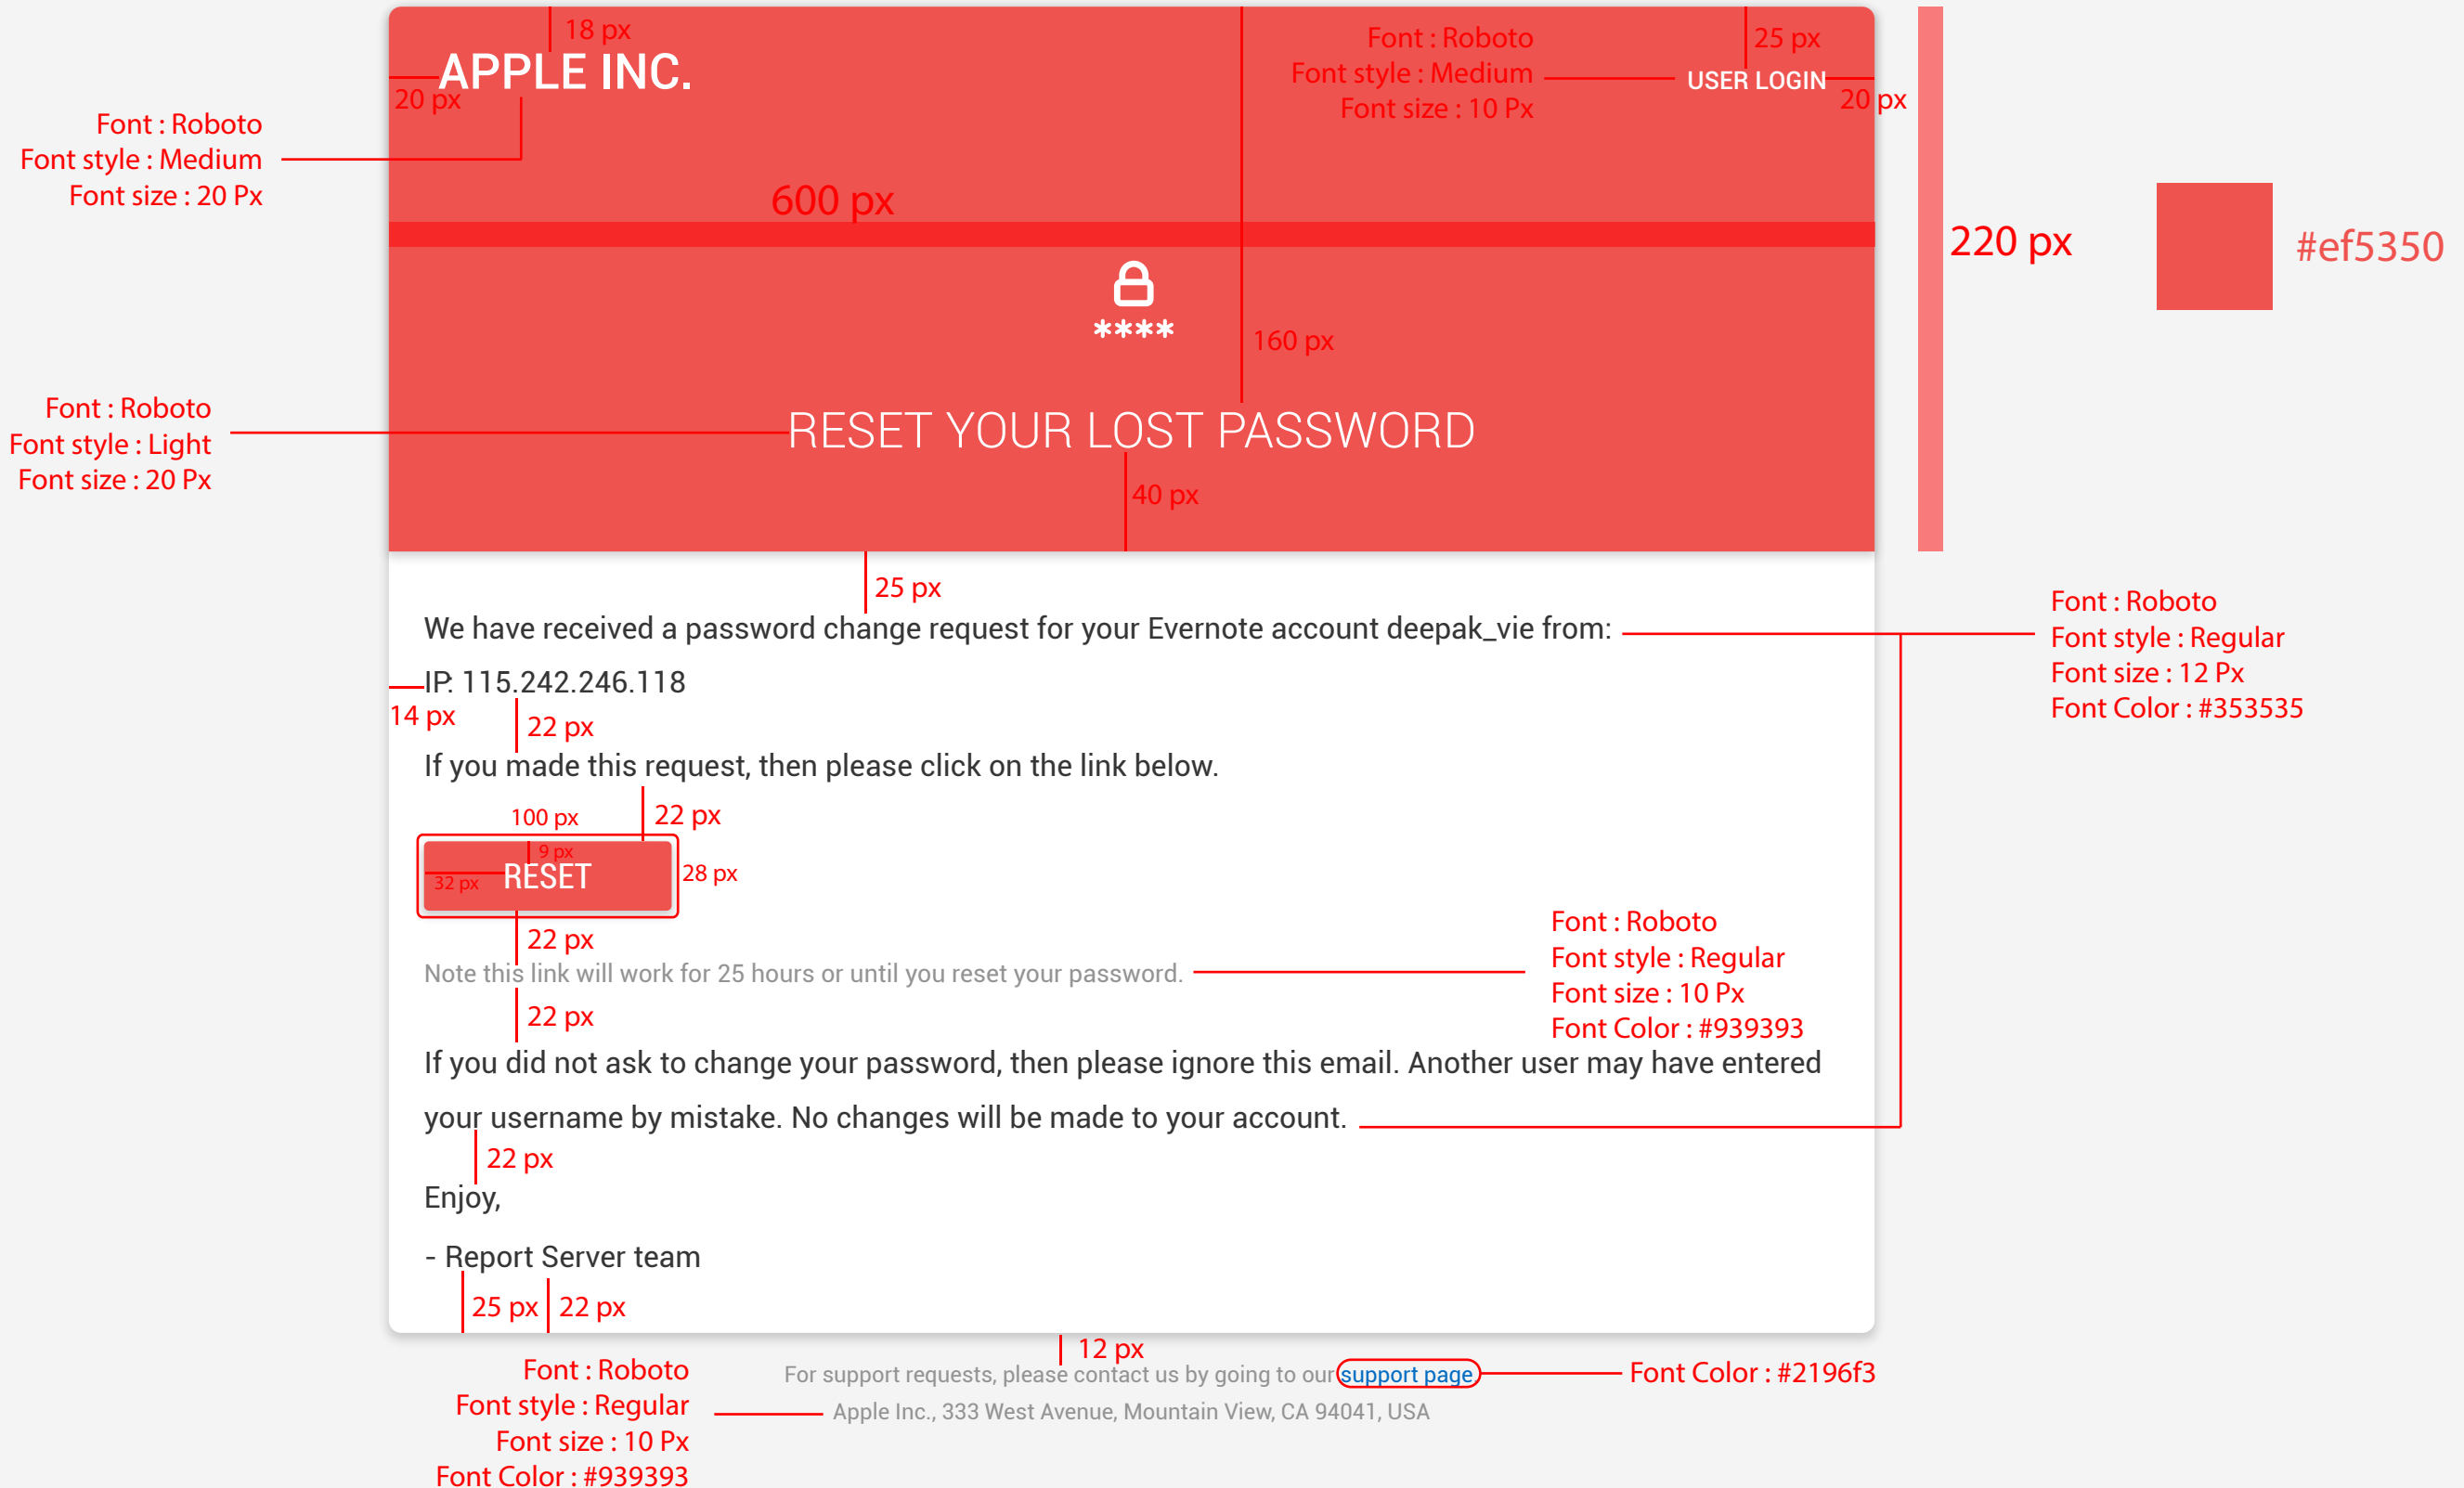 18 px
APPLE INC.
20 px
Font : Roboto
Font style : Medium
Font size : 20 Px
Font : Roboto
Font style : Medium
Font size : 10 Px
25 px
USER LOGIN
20 px
600 px
220 px
#ef5350
****
160 px
Font : Roboto
Font style : Light
Font size : 20 Px
RESET YOUR LOST PASSWORD
40 px
25 px
We have received a password change request for your Evernote account deepak_vie from:
Font : Roboto
Font style : Regular
Font size : 12 Px
Font Color : #353535
IP: 115.242.246.118
14 px
22 px
If you made this request, then please click on the link below.
100 px
22 px
9 px
32 px
RESET
28 px
22 px
Note this link will work for 25 hours or until you reset your password.
Font : Roboto
Font style : Regular
Font size : 10 Px
Font Color : #939393
22 px
If you did not ask to change your password, then please ignore this email. Another user may have entered
your username by mistake. No changes will be made to your account.
22 px
Enjoy,
- Report Server team
25 px
22 px
12 px
For support requests, please contact us by going to our support page.
Font Color : #2196f3
Apple Inc., 333 West Avenue, Mountain View, CA 94041, USA
Font : Roboto
Font style : Regular
Font size : 10 Px
Font Color : #939393